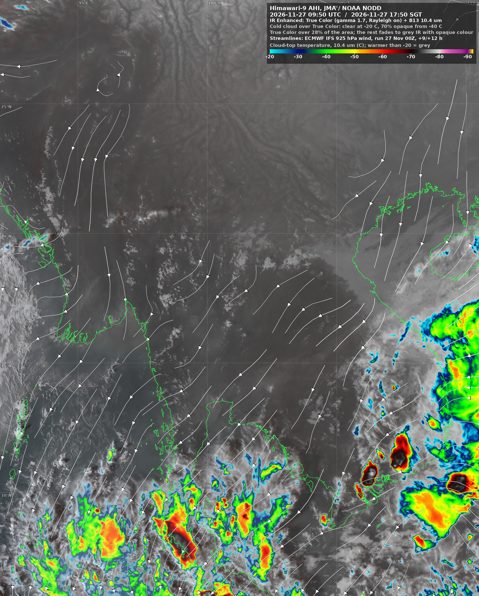 Himawari-9 AHI, JMA / NOAA NODD
2026-11-27 09:50 UTC / 2026-11-27 17:50 SGT
IR Enhanced: True Color (gamma 1.7, Rayleigh on) + B13 10.4 um
Cold cloud over True Color: clear at -20 C, 70% opaque from -40 C
True Color over 28% of the area; the rest fades to grey IR with opaque colour
Streamlines: ECMWF IFS 925 hPa wind, run 27 Nov 00Z, +9/+12 h
Cloud-top temperature, 10.4 um (C); warmer than -20 = grey
-20 -30 -40 -50 -60 -70 -80 -90